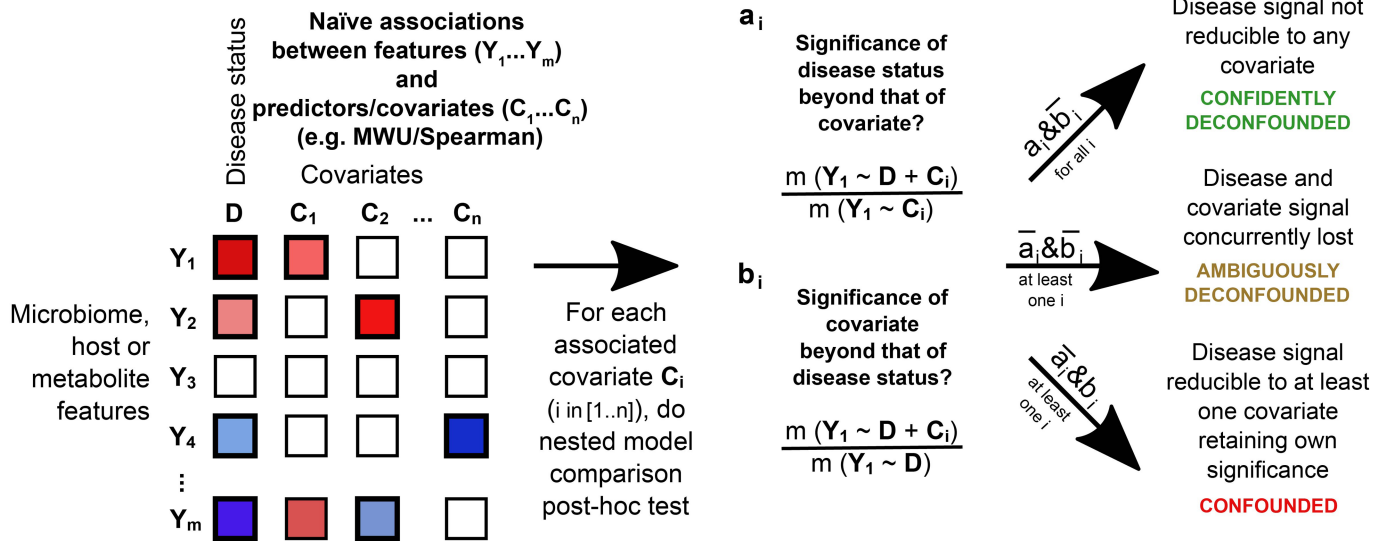 Disease status
Naïve associations
between features (Y1...Ym)
and
predictors/covariates (C1...Cn)
(e.g. MWU/Spearman)
Covariates
D C1 C2 ... Cn
Y1
Y2
Y3
Y4
⋮
Ym
Microbiome,
host or
metabolite
features
For each
associated
covariate Ci
(i in [1..n]), do
nested model
comparison
post-hoc test
ai
Significance of
disease status
beyond that of
covariate?
m (Y1 ~ D + Ci)
m (Y1 ~ Ci)
bi
Significance of
covariate
beyond that of
disease status?
m (Y1 ~ D + Ci)
m (Y1 ~ D)
ai&b̅i
for all i
a̅i&b̅i
at least
one i
a̅i&bi
at least
one i
Disease signal not
reducible to any
covariate
CONFIDENTLY
DECONFOUNDED
Disease and
covariate signal
concurrently lost
AMBIGUOUSLY
DECONFOUNDED
Disease signal
reducible to at least
one covariate
retaining own
significance
CONFOUNDED